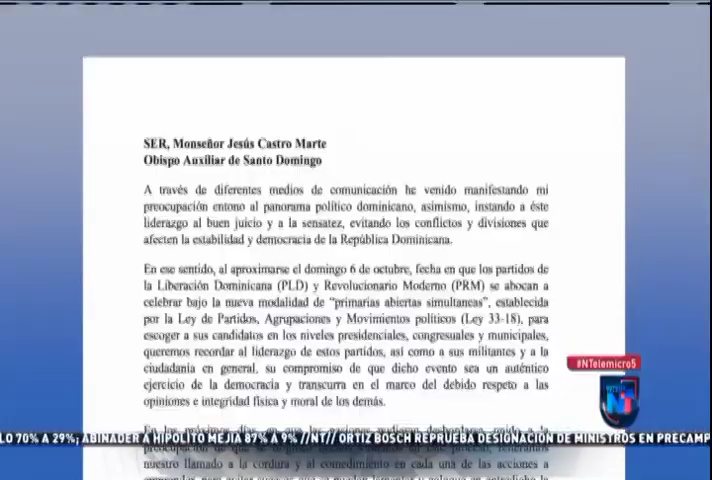 SER, Monseñor Jesús Castro Marte
Obispo Auxiliar de Santo Domingo
A través de diferentes medios de comunicación he venido manifestando mi
preocupación entono al panorama político dominicano, asimismo, instando a éste
liderazgo al buen juicio y a la sensatez, evitando los conflictos y divisiones que
afecten la estabilidad y democracia de la República Dominicana.
En ese sentido, al aproximarse el domingo 6 de octubre, fecha en que los partidos de
la Liberación Dominicana (PLD) y Revolucionario Moderno (PRM) se abocan a
celebrar bajo la nueva modalidad de “primarias abiertas simultaneas”, establecida
por la Ley de Partidos, Agrupaciones y Movimientos políticos (Ley 33-18), para
escoger a sus candidatos en los niveles presidenciales, congresuales y municipales,
queremos recordar al liderazgo de estos partidos, así como a sus militantes y a la
ciudadanía en general, su compromiso de que dicho evento sea un auténtico
ejercicio de la democracia y transcurra en el marco del debido respeto a las
opiniones e integridad física y moral de los demás.
#NTelemicro5
NT
LO 70% A 29%; ABINADER A HIPOLITO MEJIA 87% A 9% //NT// ORTIZ BOSCH REPRUEBA DESIGNACION DE MINISTROS EN PRECAMP
nuestro llamado a la cordura y al comedimiento en cada una de las acciones a